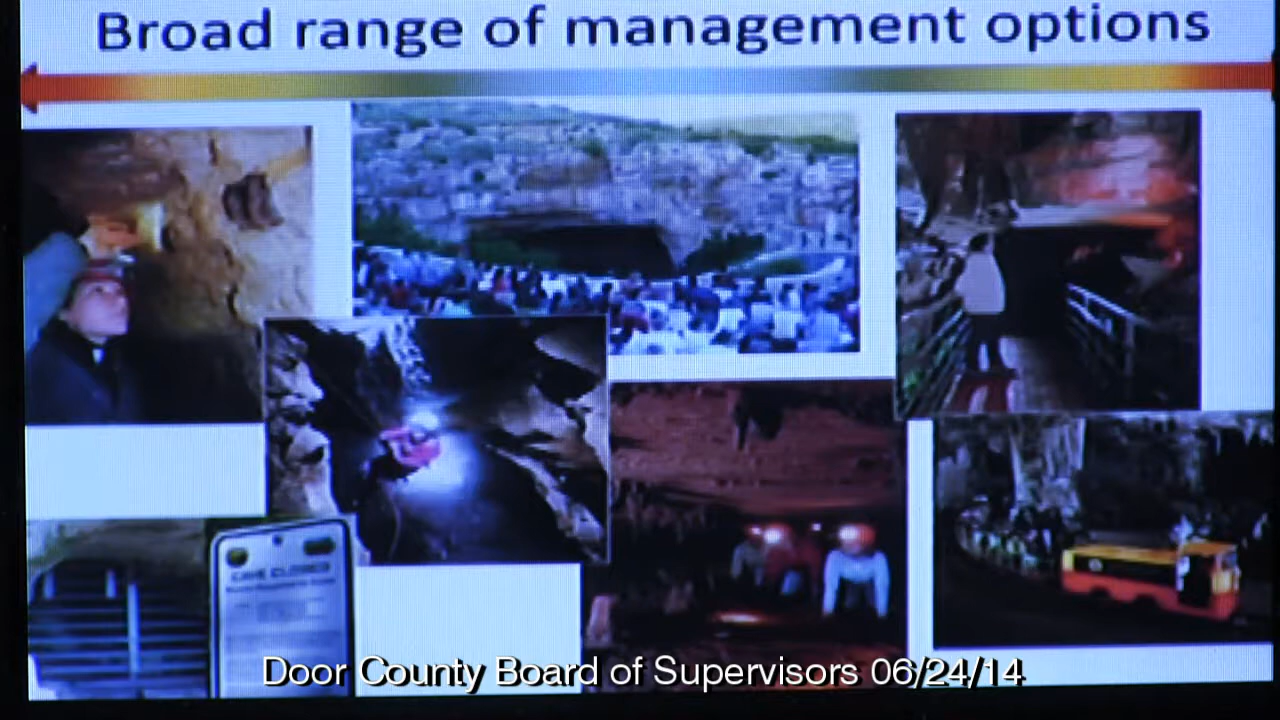 Broad range of management options
CAVE CLOSED
Door County Board of Supervisors 06/24/14